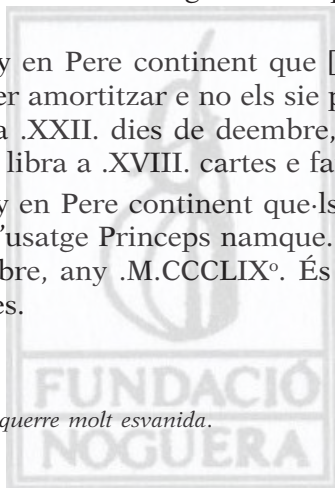 y en Pere continent que [
er amortitzar e no els sie p
a .XXII. dies de deembre,
libra a .XVIII. cartes e fa
y en Pere continent que·ls
l'usatge Princeps namque.
bre, any .M.CCCLIXº. És
es.
querre molt esvanida.
FUNDACIÓ
NOGUERA